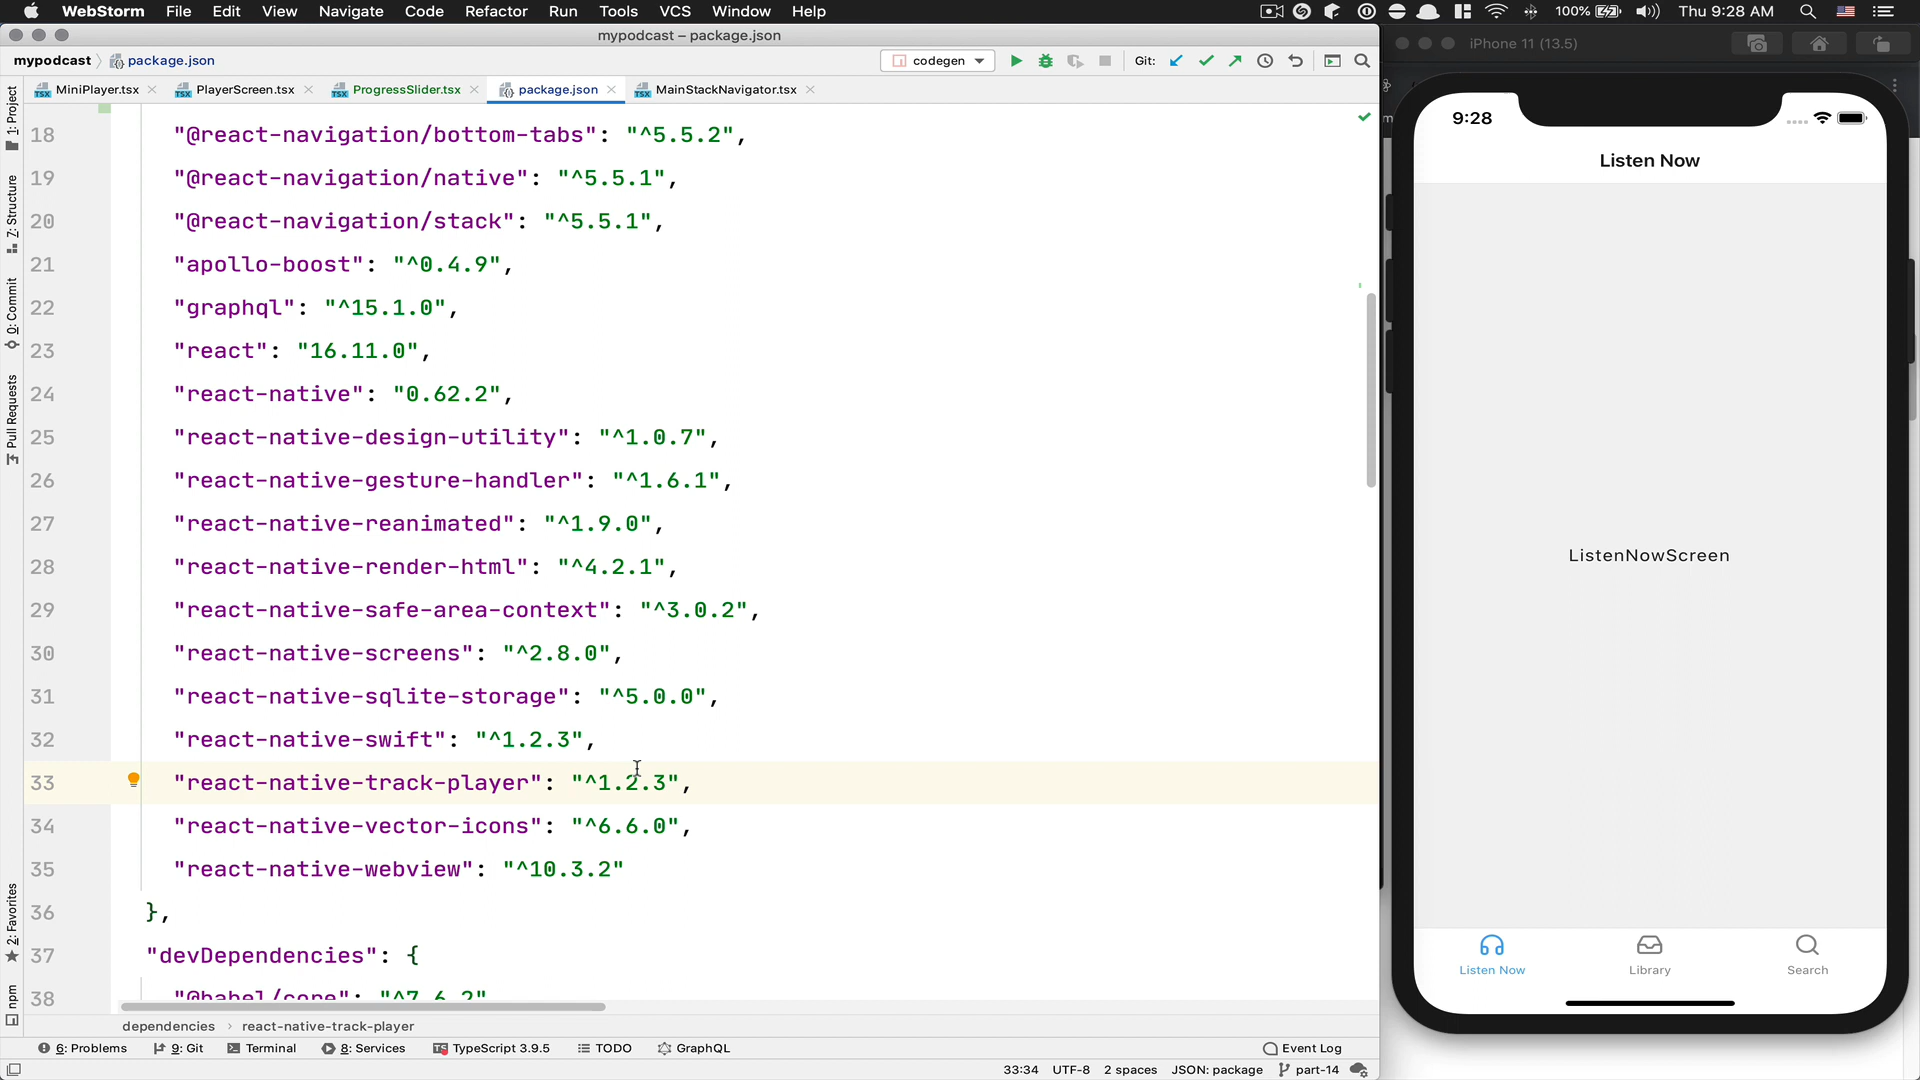 WebStorm File Edit View Navigate Code Refactor Run Tools VCS Window Help 100% Thu 9:28 AM
mypodcast – package.json
iPhone 11 (13.5)
mypodcast package.json codegen Git:
MiniPlayer.tsx PlayerScreen.tsx ProgressSlider.tsx package.json MainStackNavigator.tsx
1: Project
Z: Structure
0: Commit
Pull Requests
2: Favorites
npm
18 "@react-navigation/bottom-tabs": "^5.5.2",
19 "@react-navigation/native": "^5.5.1",
20 "@react-navigation/stack": "^5.5.1",
21 "apollo-boost": "^0.4.9",
22 "graphql": "^15.1.0",
23 "react": "16.11.0",
24 "react-native": "0.62.2",
25 "react-native-design-utility": "^1.0.7",
26 "react-native-gesture-handler": "^1.6.1",
27 "react-native-reanimated": "^1.9.0",
28 "react-native-render-html": "^4.2.1",
29 "react-native-safe-area-context": "^3.0.2",
30 "react-native-screens": "^2.8.0",
31 "react-native-sqlite-storage": "^5.0.0",
32 "react-native-swift": "^1.2.3",
33 "react-native-track-player": "^1.2.3",
34 "react-native-vector-icons": "^6.6.0",
35 "react-native-webview": "^10.3.2"
36 },
37 "devDependencies": {
38 "@babel/core": "^7.6.2"
dependencies › react-native-track-player
6: Problems 9: Git Terminal 8: Services TypeScript 3.9.5 TODO GraphQL Event Log
33:34 UTF-8 2 spaces JSON: package part-14
9:28
Listen Now
ListenNowScreen
Listen Now Library Search